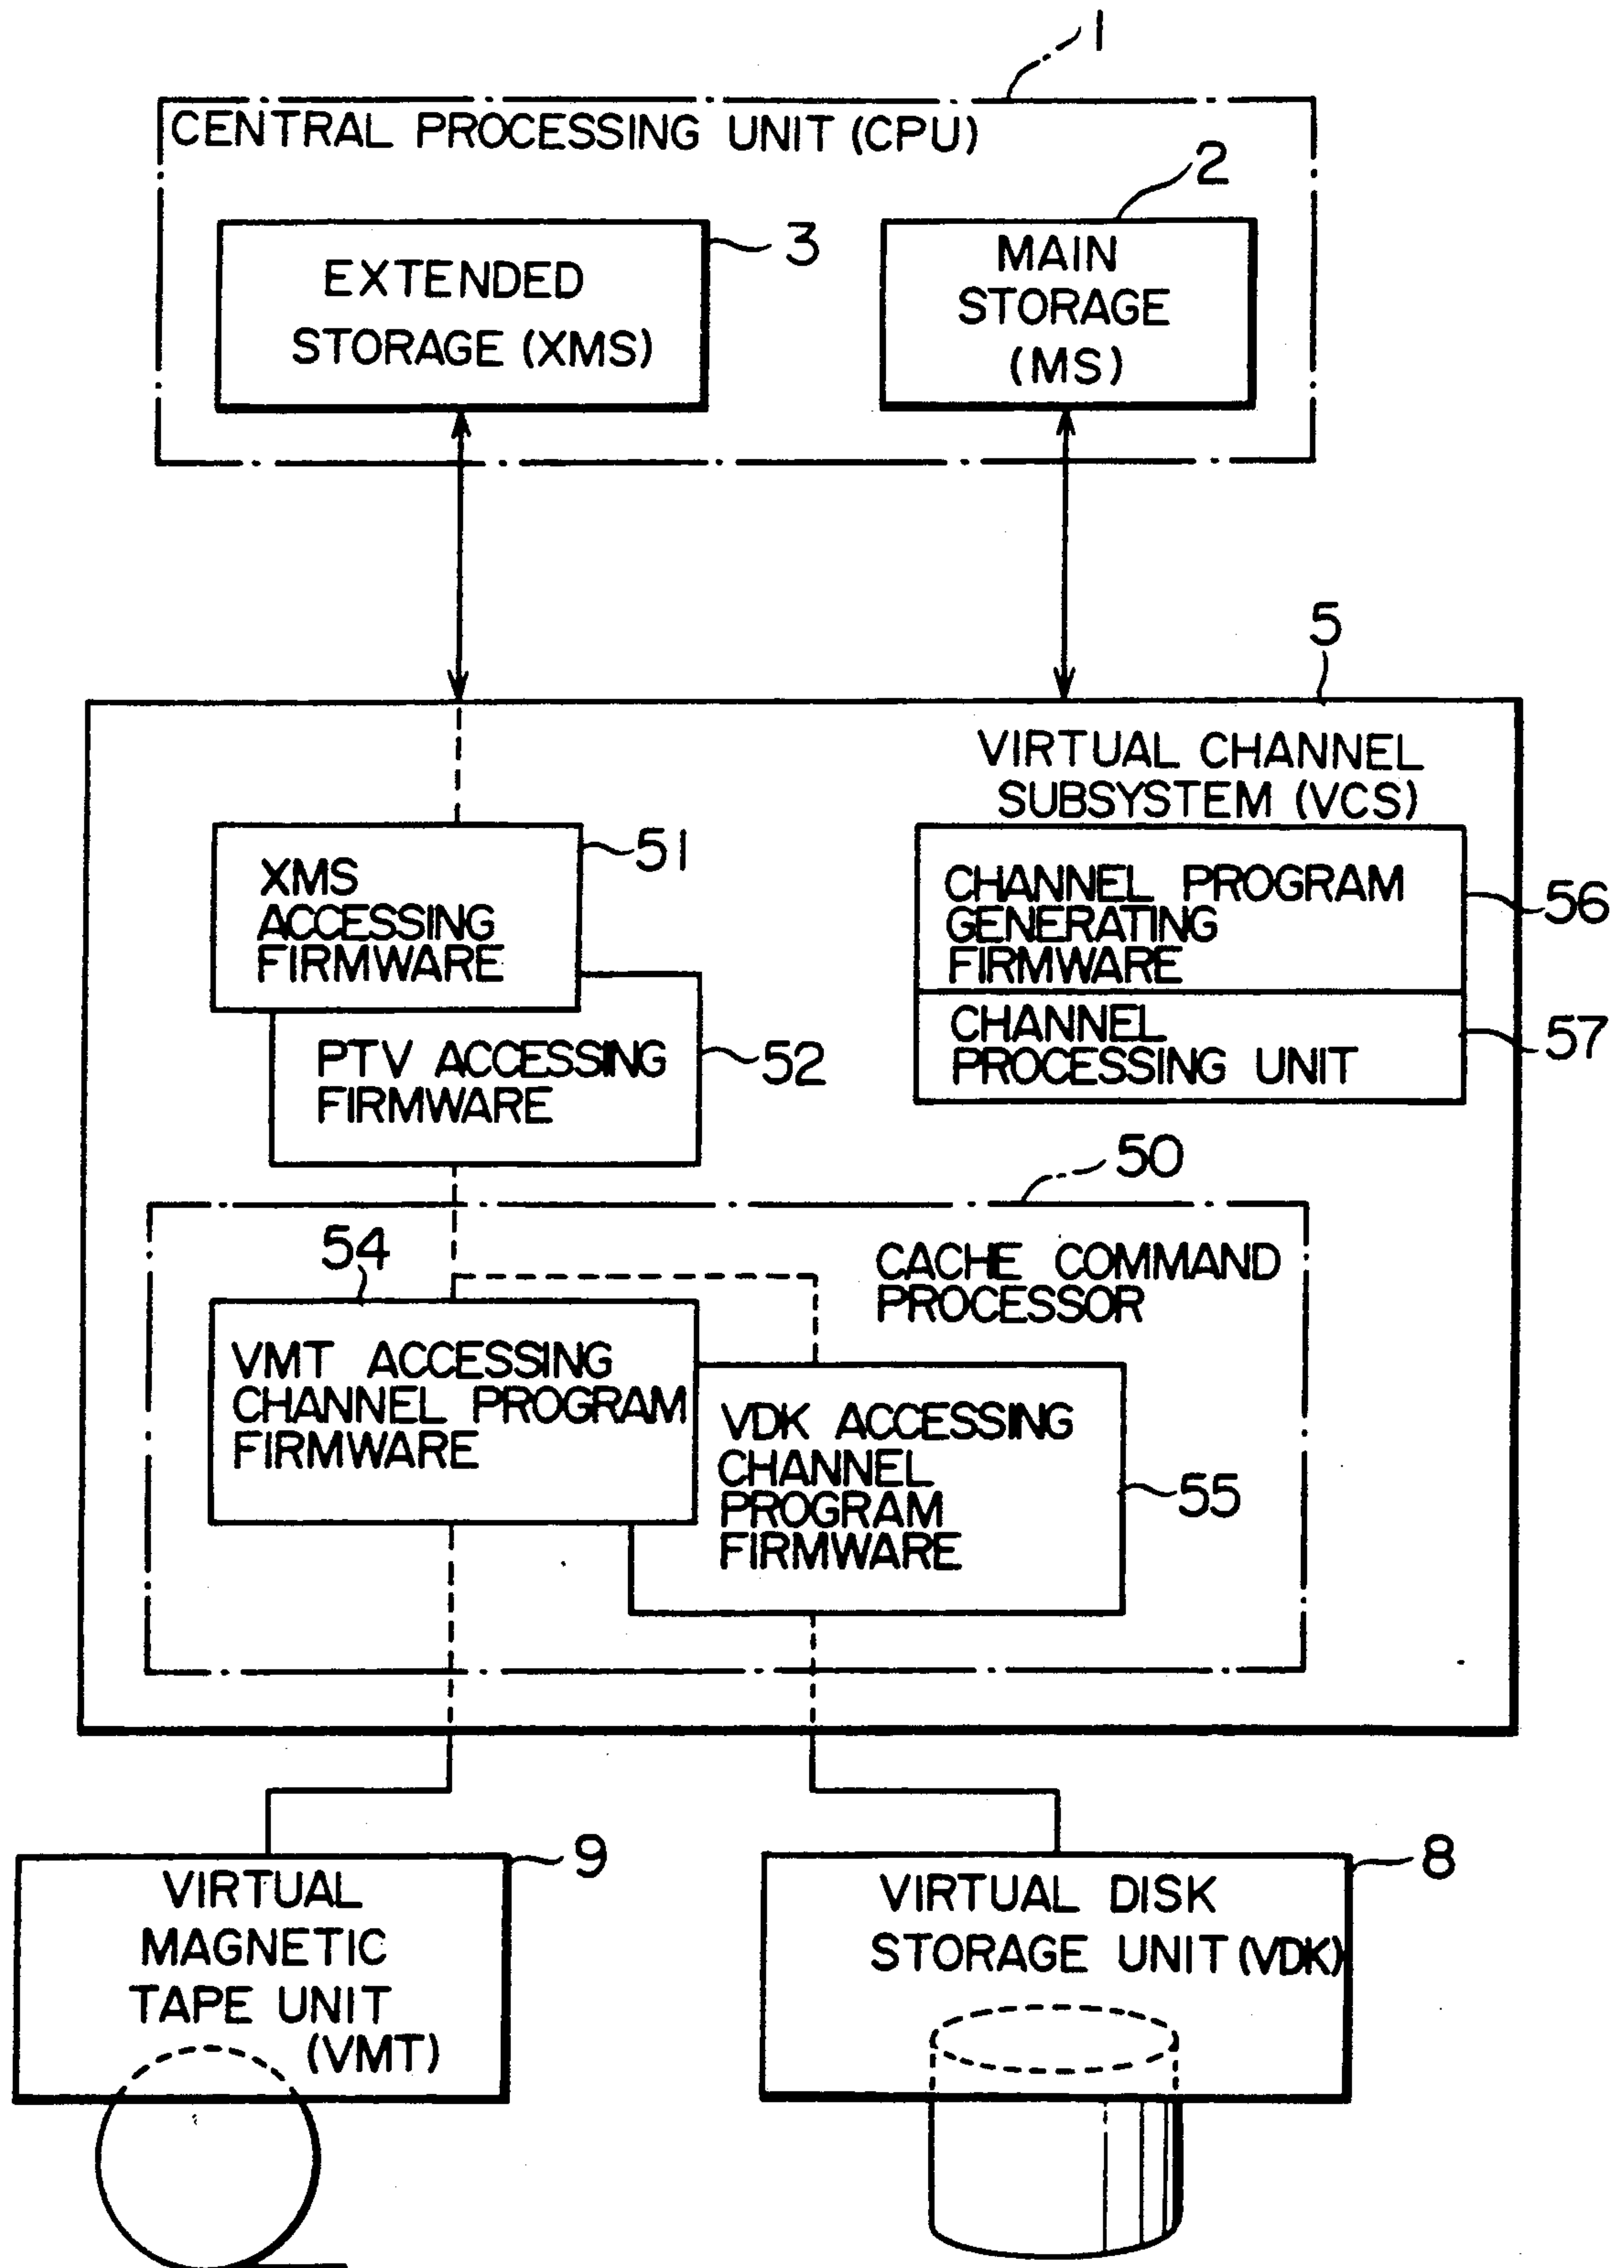 1
CENTRAL PROCESSING UNIT (CPU)
2
3
EXTENDED
STORAGE (XMS)
MAIN
STORAGE
(MS)
5
VIRTUAL CHANNEL
SUBSYSTEM (VCS)
51
XMS
ACCESSING
FIRMWARE
CHANNEL PROGRAM
GENERATING
FIRMWARE
56
PTV ACCESSING
FIRMWARE
52
CHANNEL
PROCESSING UNIT
57
50
54
CACHE COMMAND
PROCESSOR
VMT ACCESSING
CHANNEL PROGRAM
FIRMWARE
VDK ACCESSING
CHANNEL
PROGRAM
FIRMWARE
55
9
VIRTUAL
MAGNETIC
TAPE UNIT
(VMT)
8
VIRTUAL DISK
STORAGE UNIT (VDK)